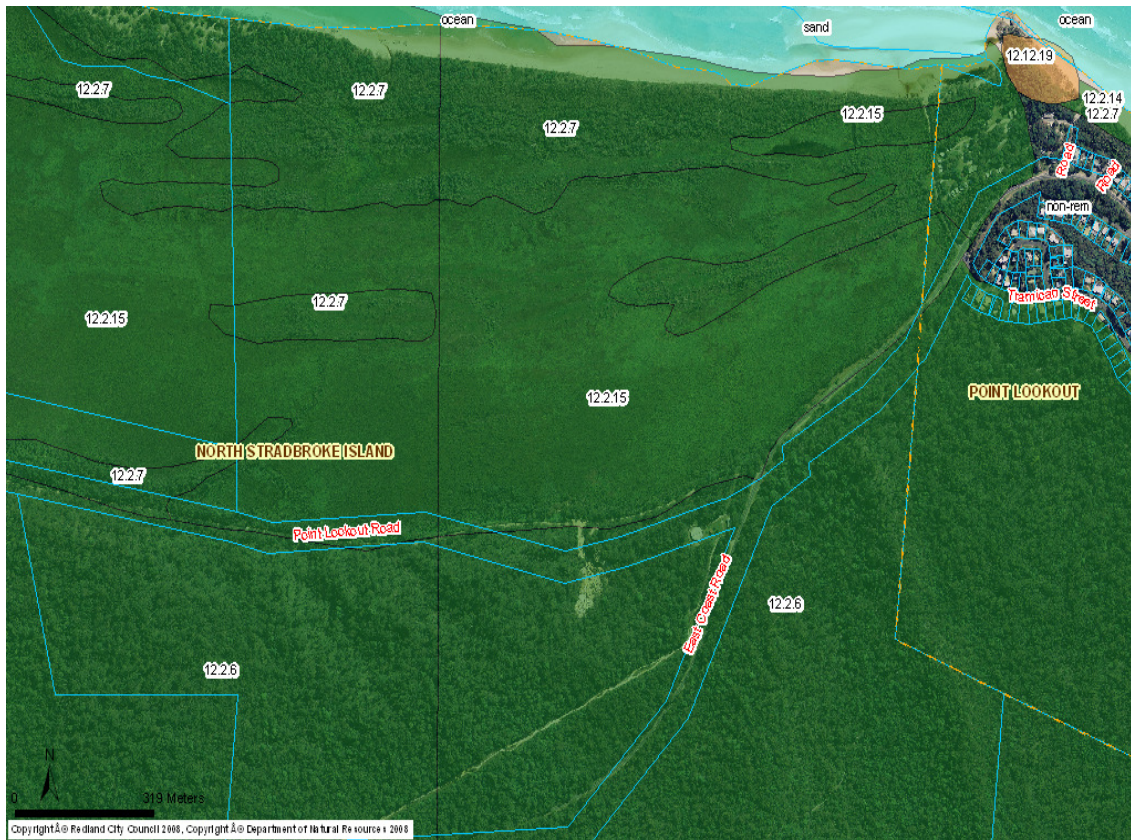 ocean
sand
ocean
12.12.19
12.2.7
12.2.7
12.2.14
12.2.7
12.2.15
12.2.7
Road
Road
non-rem
12.2.7
Tramican Street
12.2.15
POINT LOOKOUT
12.2.15
NORTH STRADBROKE ISLAND
12.2.7
Point Lookout Road
East Coast Road
12.2.6
12.2.6
N
0
319 Meters
Copyright Â© Redland City Council 2008, Copyright Â© Department of Natural Resources 2008